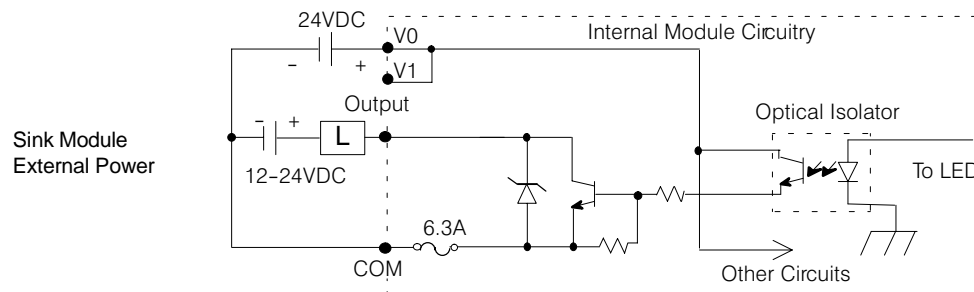 24VDC
V0
Internal Module Circuitry
- +
V1
Output
Optical Isolator
Sink Module
External Power
- +
L
12-24VDC
To LED
6.3A
COM
Other Circuits